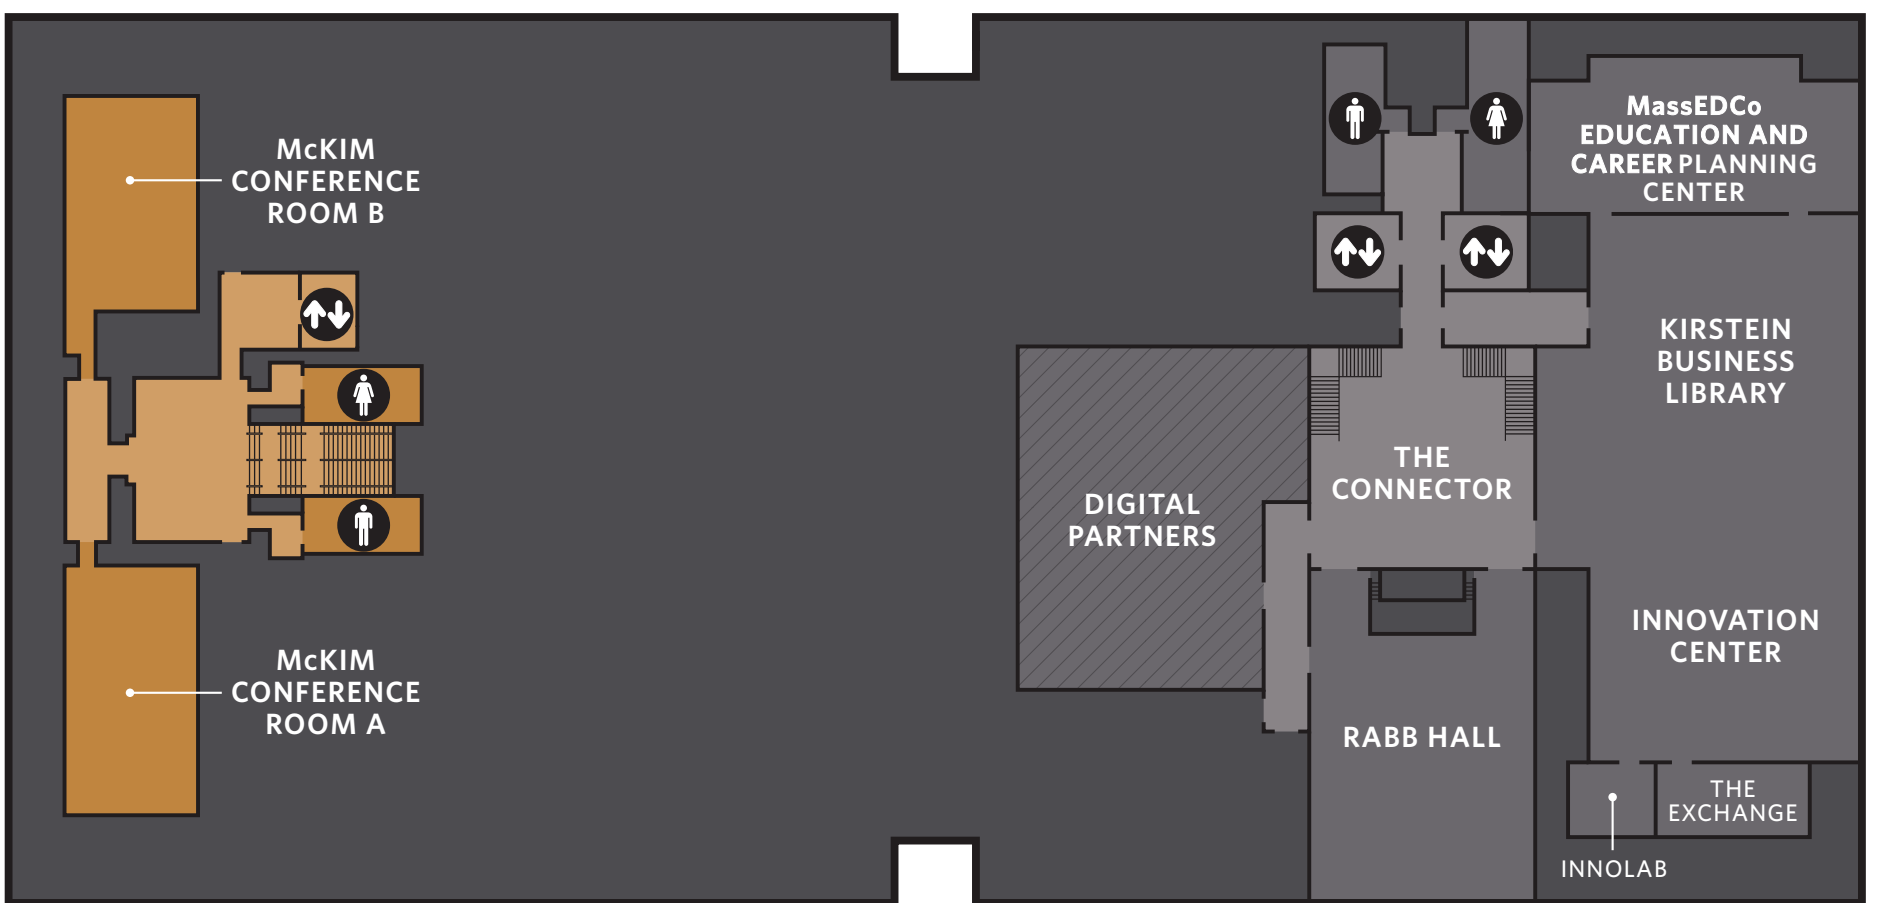 McKIM
CONFERENCE
ROOM B
McKIM
CONFERENCE
ROOM A
DIGITAL
PARTNERS
THE
CONNECTOR
RABB HALL
MassEDCo
EDUCATION AND
CAREER PLANNING
CENTER
KIRSTEIN
BUSINESS
LIBRARY
INNOVATION
CENTER
THE
EXCHANGE
INNOLAB